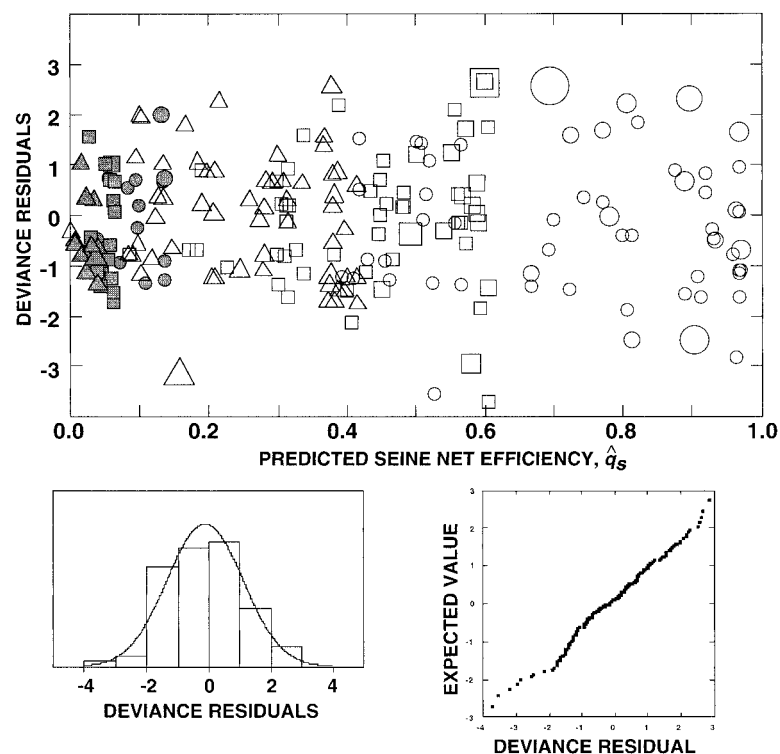 DEVIANCE RESIDUALS
3
2
1
0
-1
-2
-3
0.0 0.2 0.4 0.6 0.8 1.0
PREDICTED SEINE NET EFFICIENCY, q̂s
-4 -2 0 2 4
DEVIANCE RESIDUALS
EXPECTED VALUE
3
2
1
0
-1
-2
-3
-4 -3 -2 -1 0 1 2 3
DEVIANCE RESIDUAL